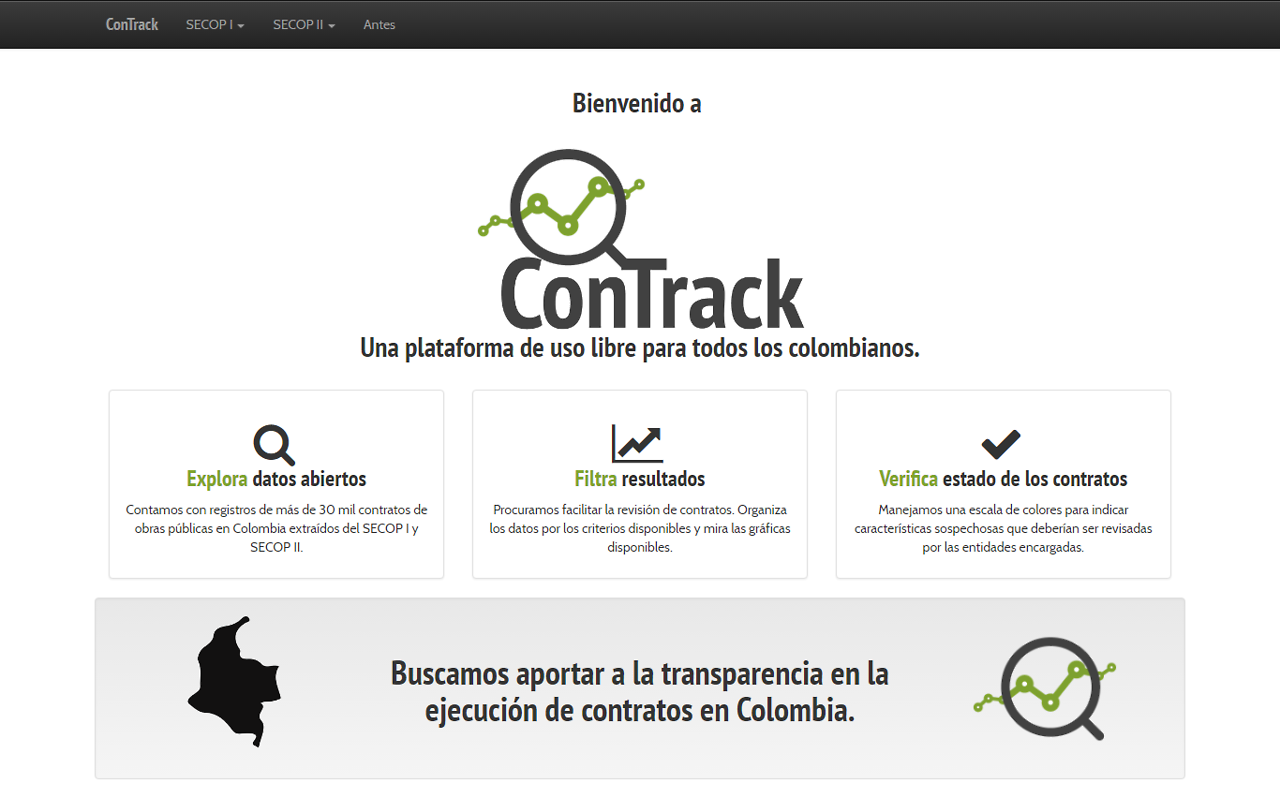 ConTrack SECOP I SECOP II Antes
Bienvenido a
ConTrack
Una plataforma de uso libre para todos los colombianos.
Explora datos abiertos
Contamos con registros de más de 30 mil contratos de
obras públicas en Colombia extraídos del SECOP I y
SECOP II.
Filtra resultados
Procuramos facilitar la revisión de contratos. Organiza
los datos por los criterios disponibles y mira las gráficas
disponibles.
Verifica estado de los contratos
Manejamos una escala de colores para indicar
características sospechosas que deberían ser revisadas
por las entidades encargadas.
Buscamos aportar a la transparencia en la
ejecución de contratos en Colombia.